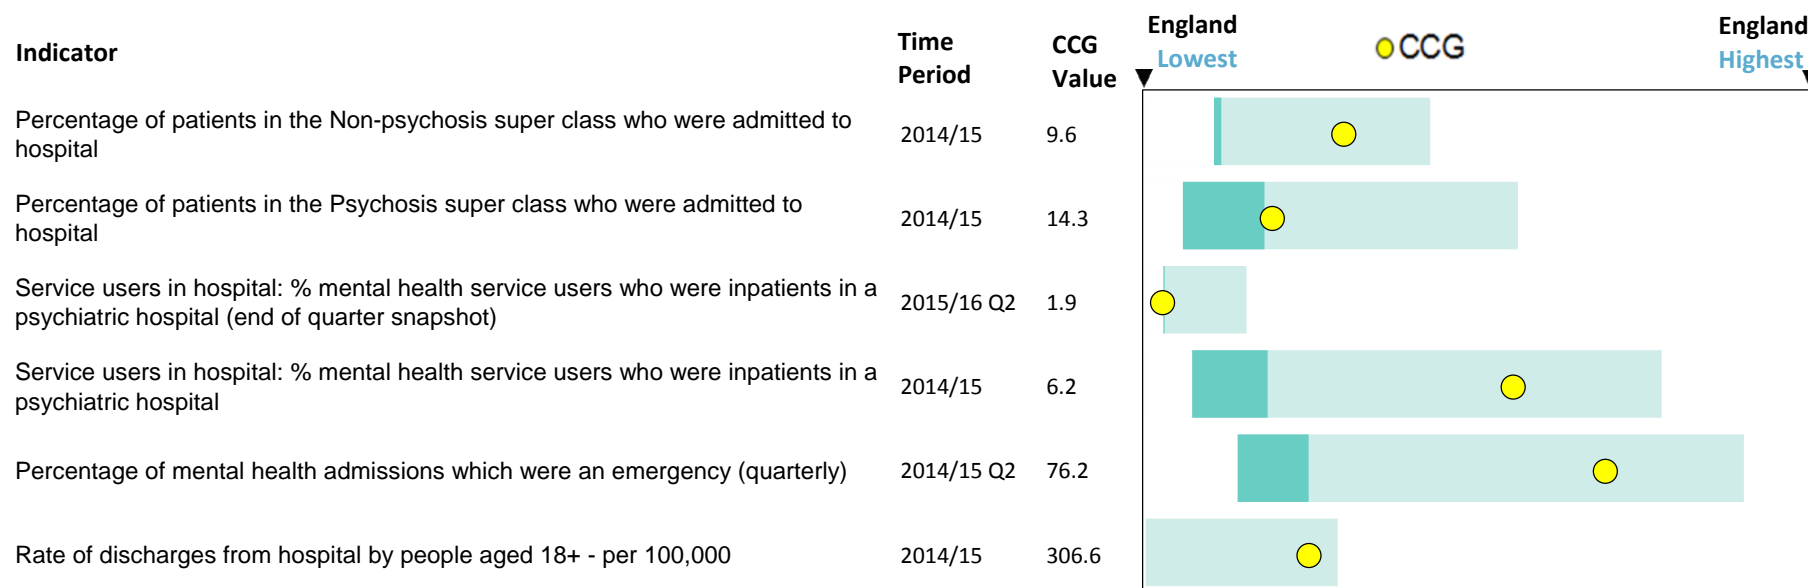 Indicator
Time
Period
CCG
Value
England
Lowest
CCG
England
Highest
Percentage of patients in the Non-psychosis super class who were admitted to
hospital
2014/15
9.6
Percentage of patients in the Psychosis super class who were admitted to
hospital
2014/15
14.3
Service users in hospital: % mental health service users who were inpatients in a
psychiatric hospital (end of quarter snapshot)
2015/16 Q2
1.9
Service users in hospital: % mental health service users who were inpatients in a
psychiatric hospital
2014/15
6.2
Percentage of mental health admissions which were an emergency (quarterly)
2014/15 Q2
76.2
Rate of discharges from hospital by people aged 18+ - per 100,000
2014/15
306.6